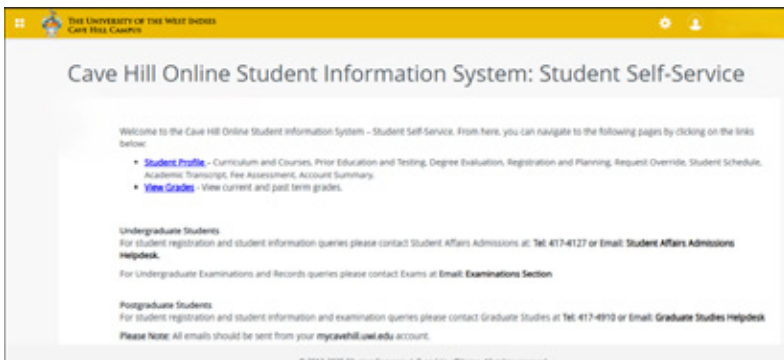 THE UNIVERSITY OF THE WEST INDIES
CAVE HILL CAMPUS
Cave Hill Online Student Information System: Student Self-Service
Welcome to the Cave Hill Online Student Information System – Student Self-Service. From here, you can navigate to the following pages by clicking on the links
below:
• Student Profile – Curriculum and Courses, Prior Education and Testing, Degree Evaluation, Registration and Planning, Request Override, Student Schedule,
Academic Transcript, Fee Assessment, Account Summary.
• View Grades - View current and past term grades.
Undergraduate Students
For student registration and student information queries please contact Student Affairs Admissions at: Tel: 417-4127 or Email: Student Affairs Admissions
Helpdesk.
For Undergraduate Examinations and Records queries please contact Exams at Email: Examinations Section
Postgraduate Students
For student registration and student information and examination queries please contact Graduate Studies at Tel: 417-4910 or Email: Graduate Studies Helpdesk
Please Note: All emails should be sent from your mycavehill.uwi.edu account.